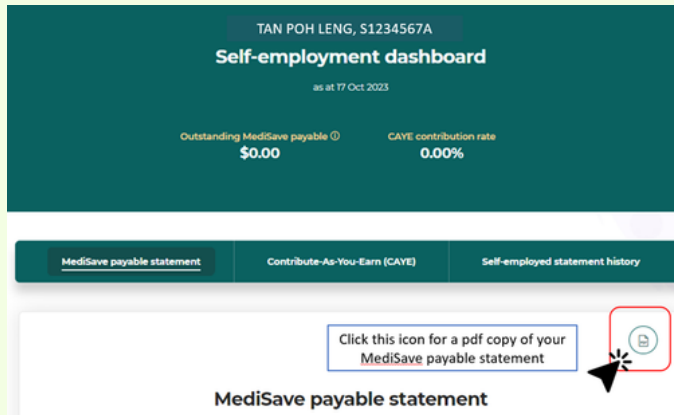 TAN POH LENG, S1234567A
Self-employment dashboard
as at 17 Oct 2023
Outstanding MediSave payable ⓘ CAYE contribution rate
$0.00 0.00%
MediSave payable statement Contribute-As-You-Earn (CAYE) Self-employed statement history
Click this icon for a pdf copy of your
MediSave payable statement
MediSave payable statement